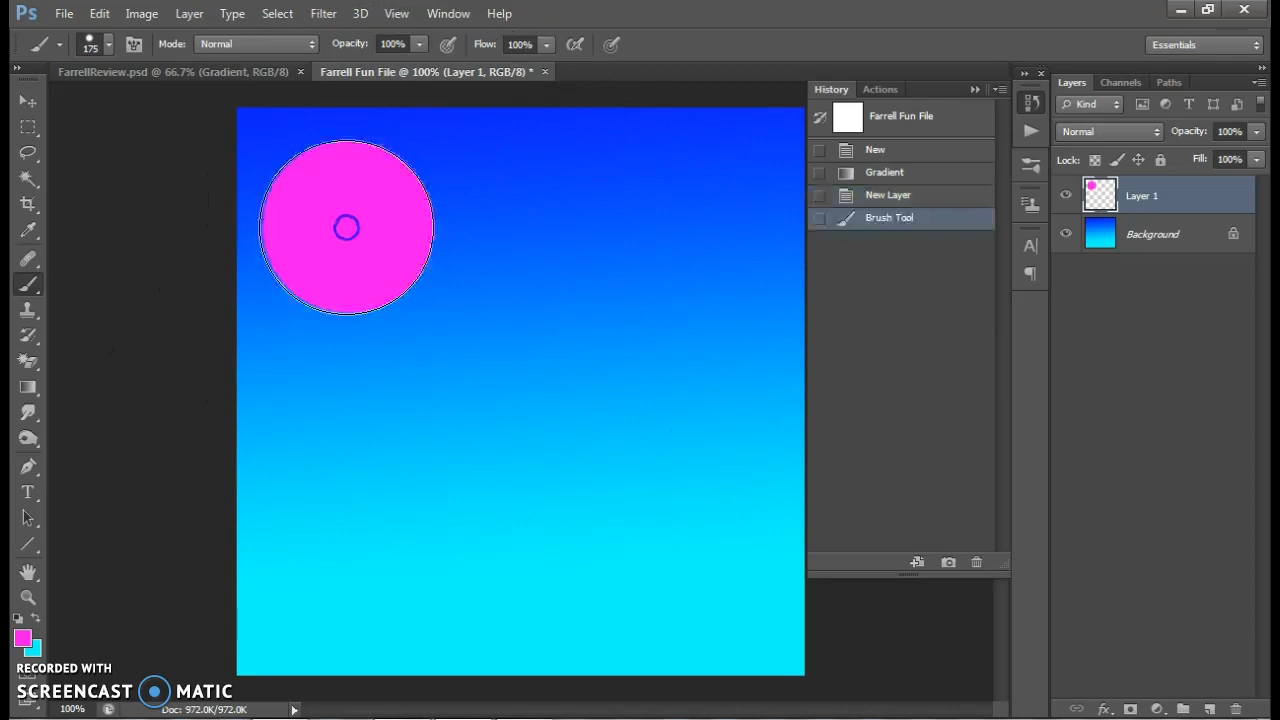 Ps File Edit Image Layer Type Select Filter 3D View Window Help
175 Mode: Normal Opacity: 100% Flow: 100% Essentials
FarrellReview.psd @ 66.7% (Gradient, RGB/8) × Farrell Fun File @ 100% (Layer 1, RGB/8) * ×
History Actions
Farrell Fun File
New
Gradient
New Layer
Brush Tool
Layers Channels Paths
Kind
Normal Opacity: 100%
Lock: Fill: 100%
Layer 1
Background
RECORDED WITH
SCREENCAST MATIC
100% Doc: 972.0K/972.0K